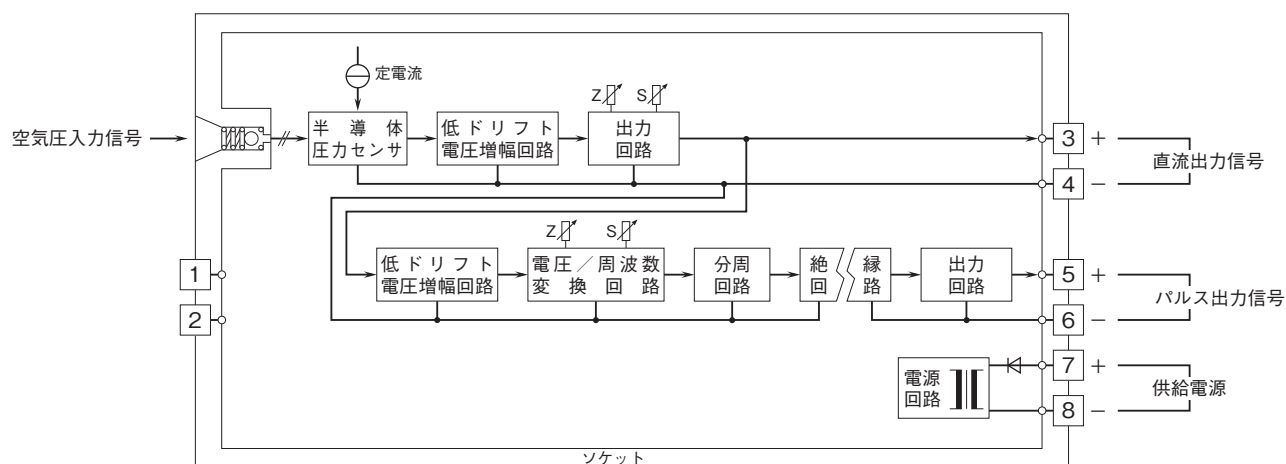 定電流
Z S
空気圧入力信号
半導体
圧力センサ
低ドリフト
電圧増幅回路
出力
回路
3 +
直流出力信号
4 −
Z S
1
低ドリフト
電圧増幅回路
電圧／周波数
変換回路
分周
回路
絶縁
回路
出力
回路
5 +
パルス出力信号
2
6 −
電源
回路
7 +
供給電源
8 −
ソケット